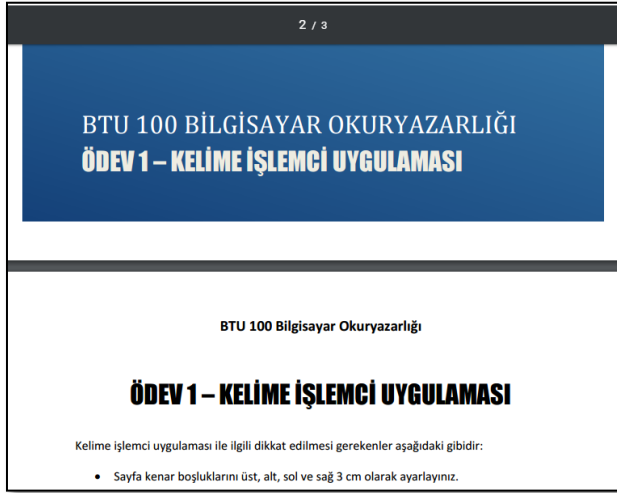 2 / 3
BTU 100 BİLGİSAYAR OKURYAZARLIĞI
ÖDEV 1 – KELİME İŞLEMCİ UYGULAMASI
BTU 100 Bilgisayar Okuryazarlığı
ÖDEV 1 – KELİME İŞLEMCİ UYGULAMASI
Kelime işlemci uygulaması ile ilgili dikkat edilmesi gerekenler aşağıdaki gibidir:
• Sayfa kenar boşluklarını üst, alt, sol ve sağ 3 cm olarak ayarlayınız.